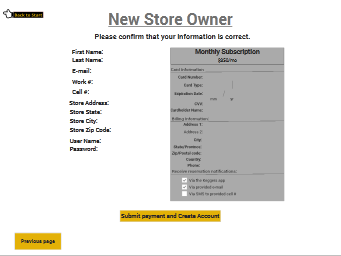 Back to Start
New Store Owner
Please confirm that your information is correct.
First Name:
Last Name:
E-mail:
Work #:
Cell #:
Store Address:
Store State:
Store City:
Store Zip Code:
User Name:
Password:
Monthly Subscription
$250/mo
Card Information
Card Number:
Card Type:
Expiration Date:
CVV:
Cardholder Name:
Billing Information
Address 1:
Address 2:
City:
State/Province:
Zip/Postal code:
Country:
Phone:
Receive reservation notifications:
Via the Reggora app
Via provided email
Via SMS to provided cell #
Submit payment and Create Account
Previous page